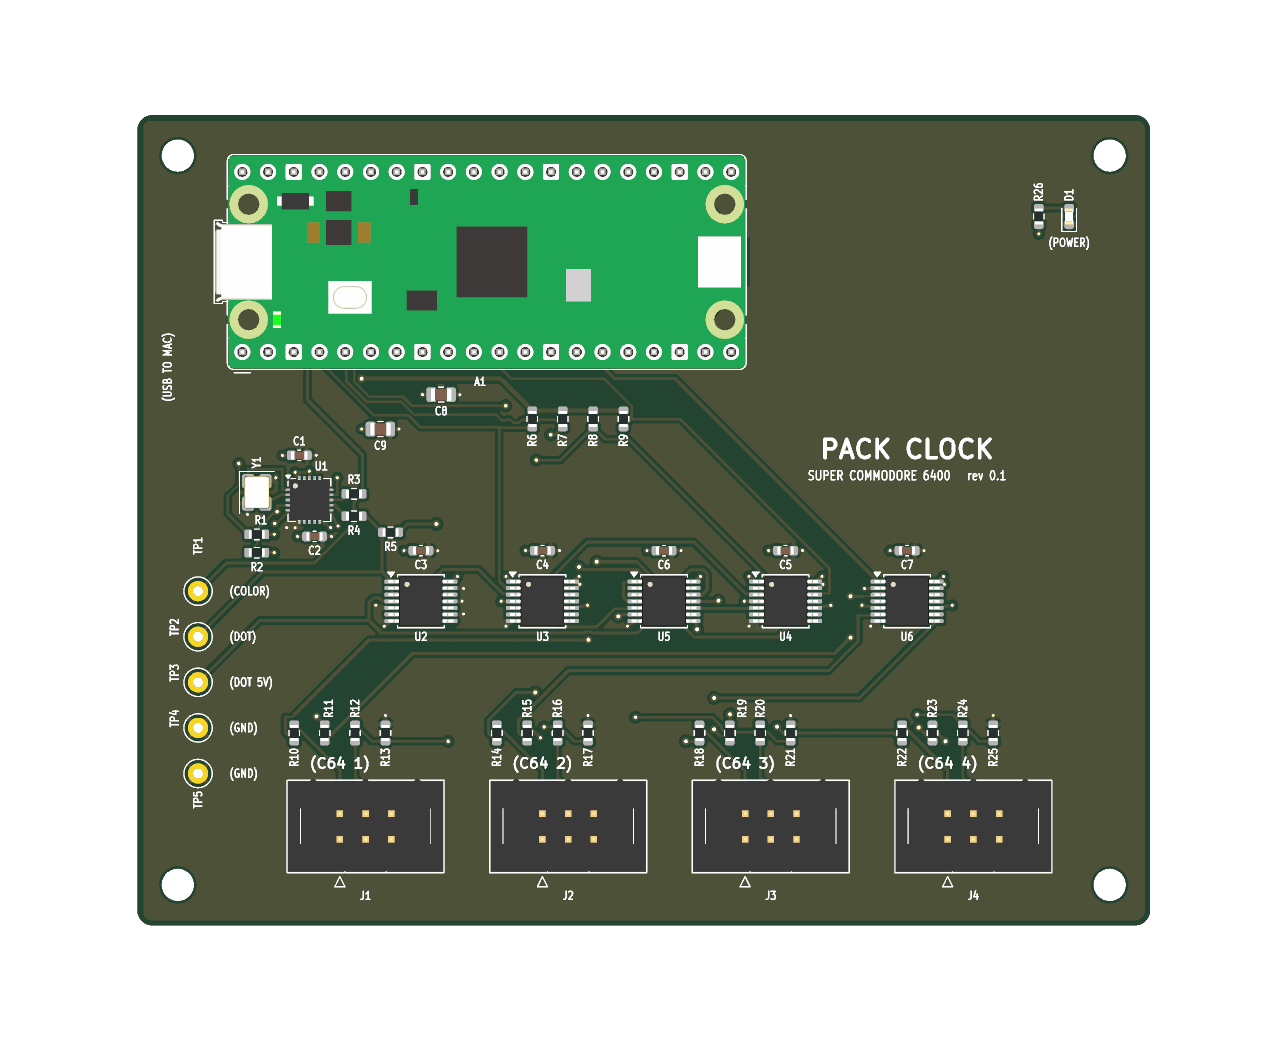 R26
D1
(POWER)
(USB TO MAC)
A1
C8
C9
R6
R7
R8
R9
PACK CLOCK
SUPER COMMODORE 6400 rev 0.1
C1
Y1
U1
R3
R1
R4
R5
R2
C2
TP1
C3
C4
C6
C5
C7
(COLOR)
TP2
(DOT)
U2
U3
U5
U4
U6
TP3
(DOT 5V)
TP4
(GND)
R11
R12
R15
R16
R19
R20
R23
R24
R10
R13
R14
R17
R18
R21
R22
R25
(C64 1)
(C64 2)
(C64 3)
(C64 4)
(GND)
TP5
J1
J2
J3
J4